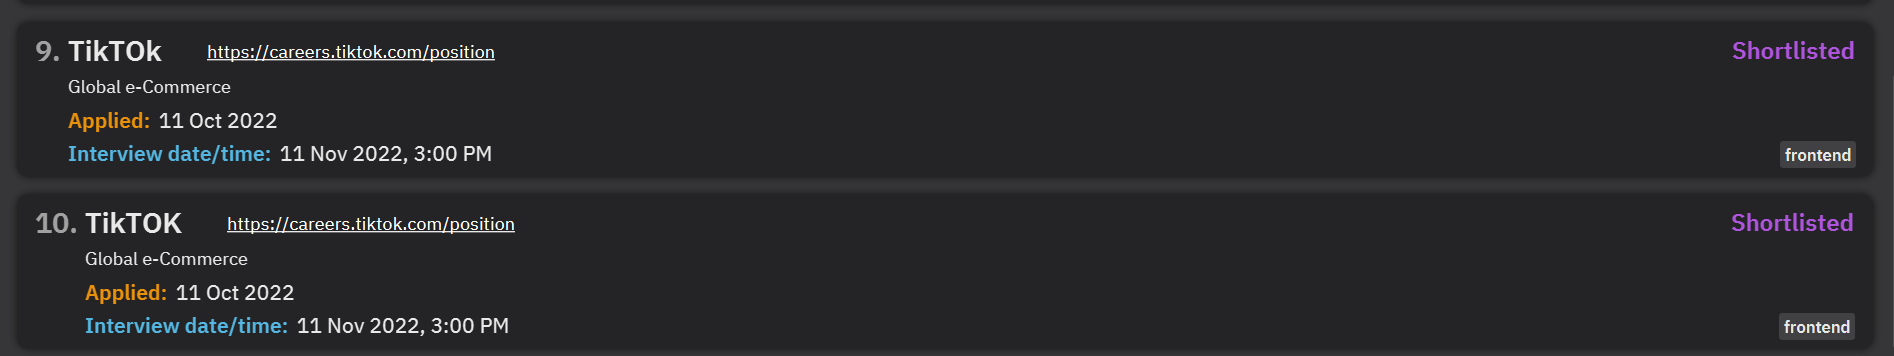 9. TikTOk https://careers.tiktok.com/position Shortlisted
Global e-Commerce
Applied: 11 Oct 2022
Interview date/time: 11 Nov 2022, 3:00 PM frontend
10. TikTOK https://careers.tiktok.com/position Shortlisted
Global e-Commerce
Applied: 11 Oct 2022
Interview date/time: 11 Nov 2022, 3:00 PM frontend